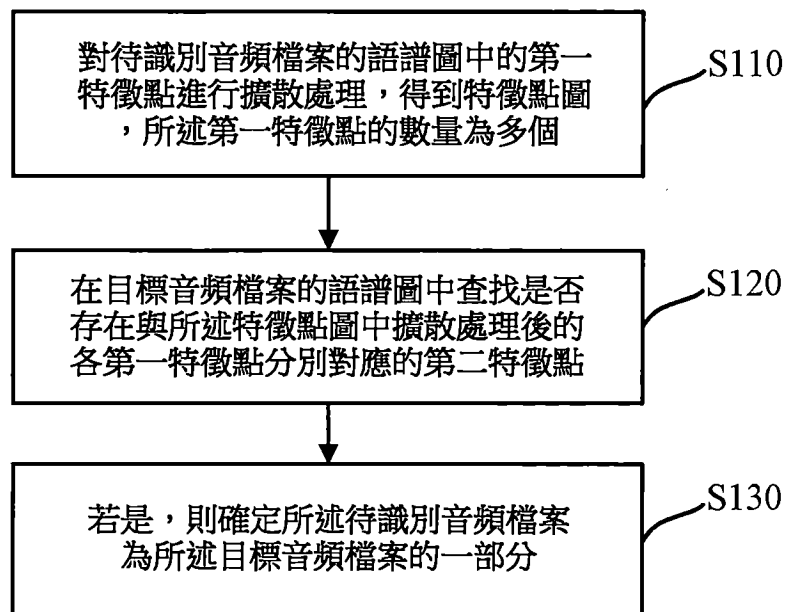 對待識別音頻檔案的語譜圖中的第一
特徵點進行擴散處理，得到特徵點圖
，所述第一特徵點的數量為多個
S110
在目標音頻檔案的語譜圖中查找是否
存在與所述特徵點圖中擴散處理後的
各第一特徵點分別對應的第二特徵點
S120
若是，則確定所述待識別音頻檔案
為所述目標音頻檔案的一部分
S130